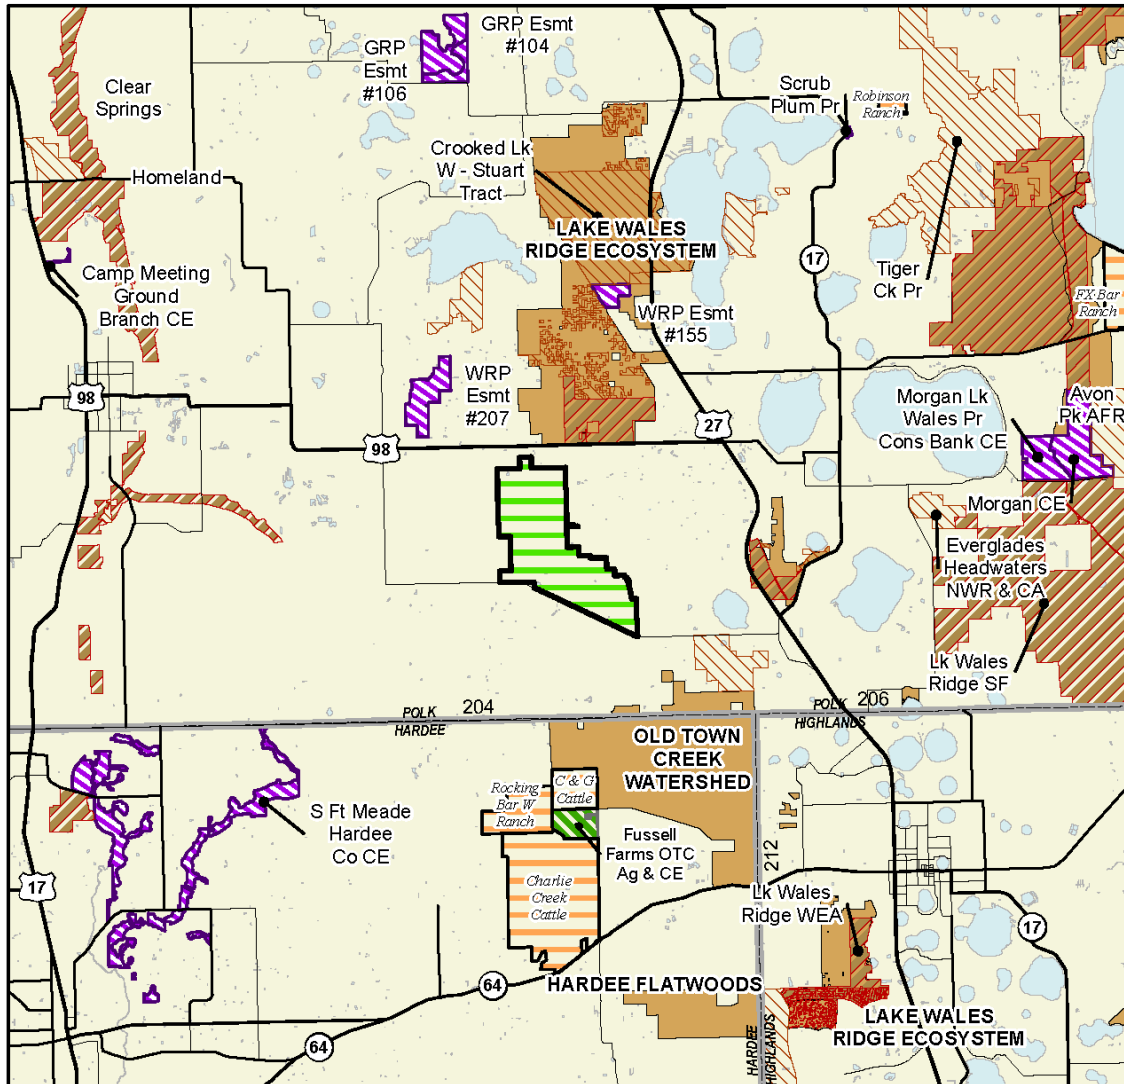 GRP Esmt
#104
GRP
Esmt
#106
Clear
Springs
Scrub
Plum Pr
Robinson
Ranch
Crooked Lk
W - Stuart
Tract
Homeland
LAKE WALES
RIDGE ECOSYSTEM
17
Tiger
Ck Pr
Camp Meeting
Ground
Branch CE
FX Bar
Ranch
WRP Esmt
#155
WRP
Esmt
#207
98
98
27
Morgan Lk
Wales Pr
Cons Bank CE
Avon
Pk AFR
Morgan CE
Everglades
Headwaters
NWR & CA
Lk Wales
Ridge SF
204
206
POLK
HARDEE
POLK
HIGHLANDS
OLD TOWN
CREEK
WATERSHED
C & G
Cattle
Rocking
Bar W
Ranch
S Ft Meade
Hardee
Co CE
Fussell
Farms OTC
Ag & CE
212
17
Charlie
Creek
Cattle
Lk Wales
Ridge WEA
17
64
HARDEE FLATWOODS
LAKE WALES
RIDGE ECOSYSTEM
64
HARDEE
HIGHLANDS